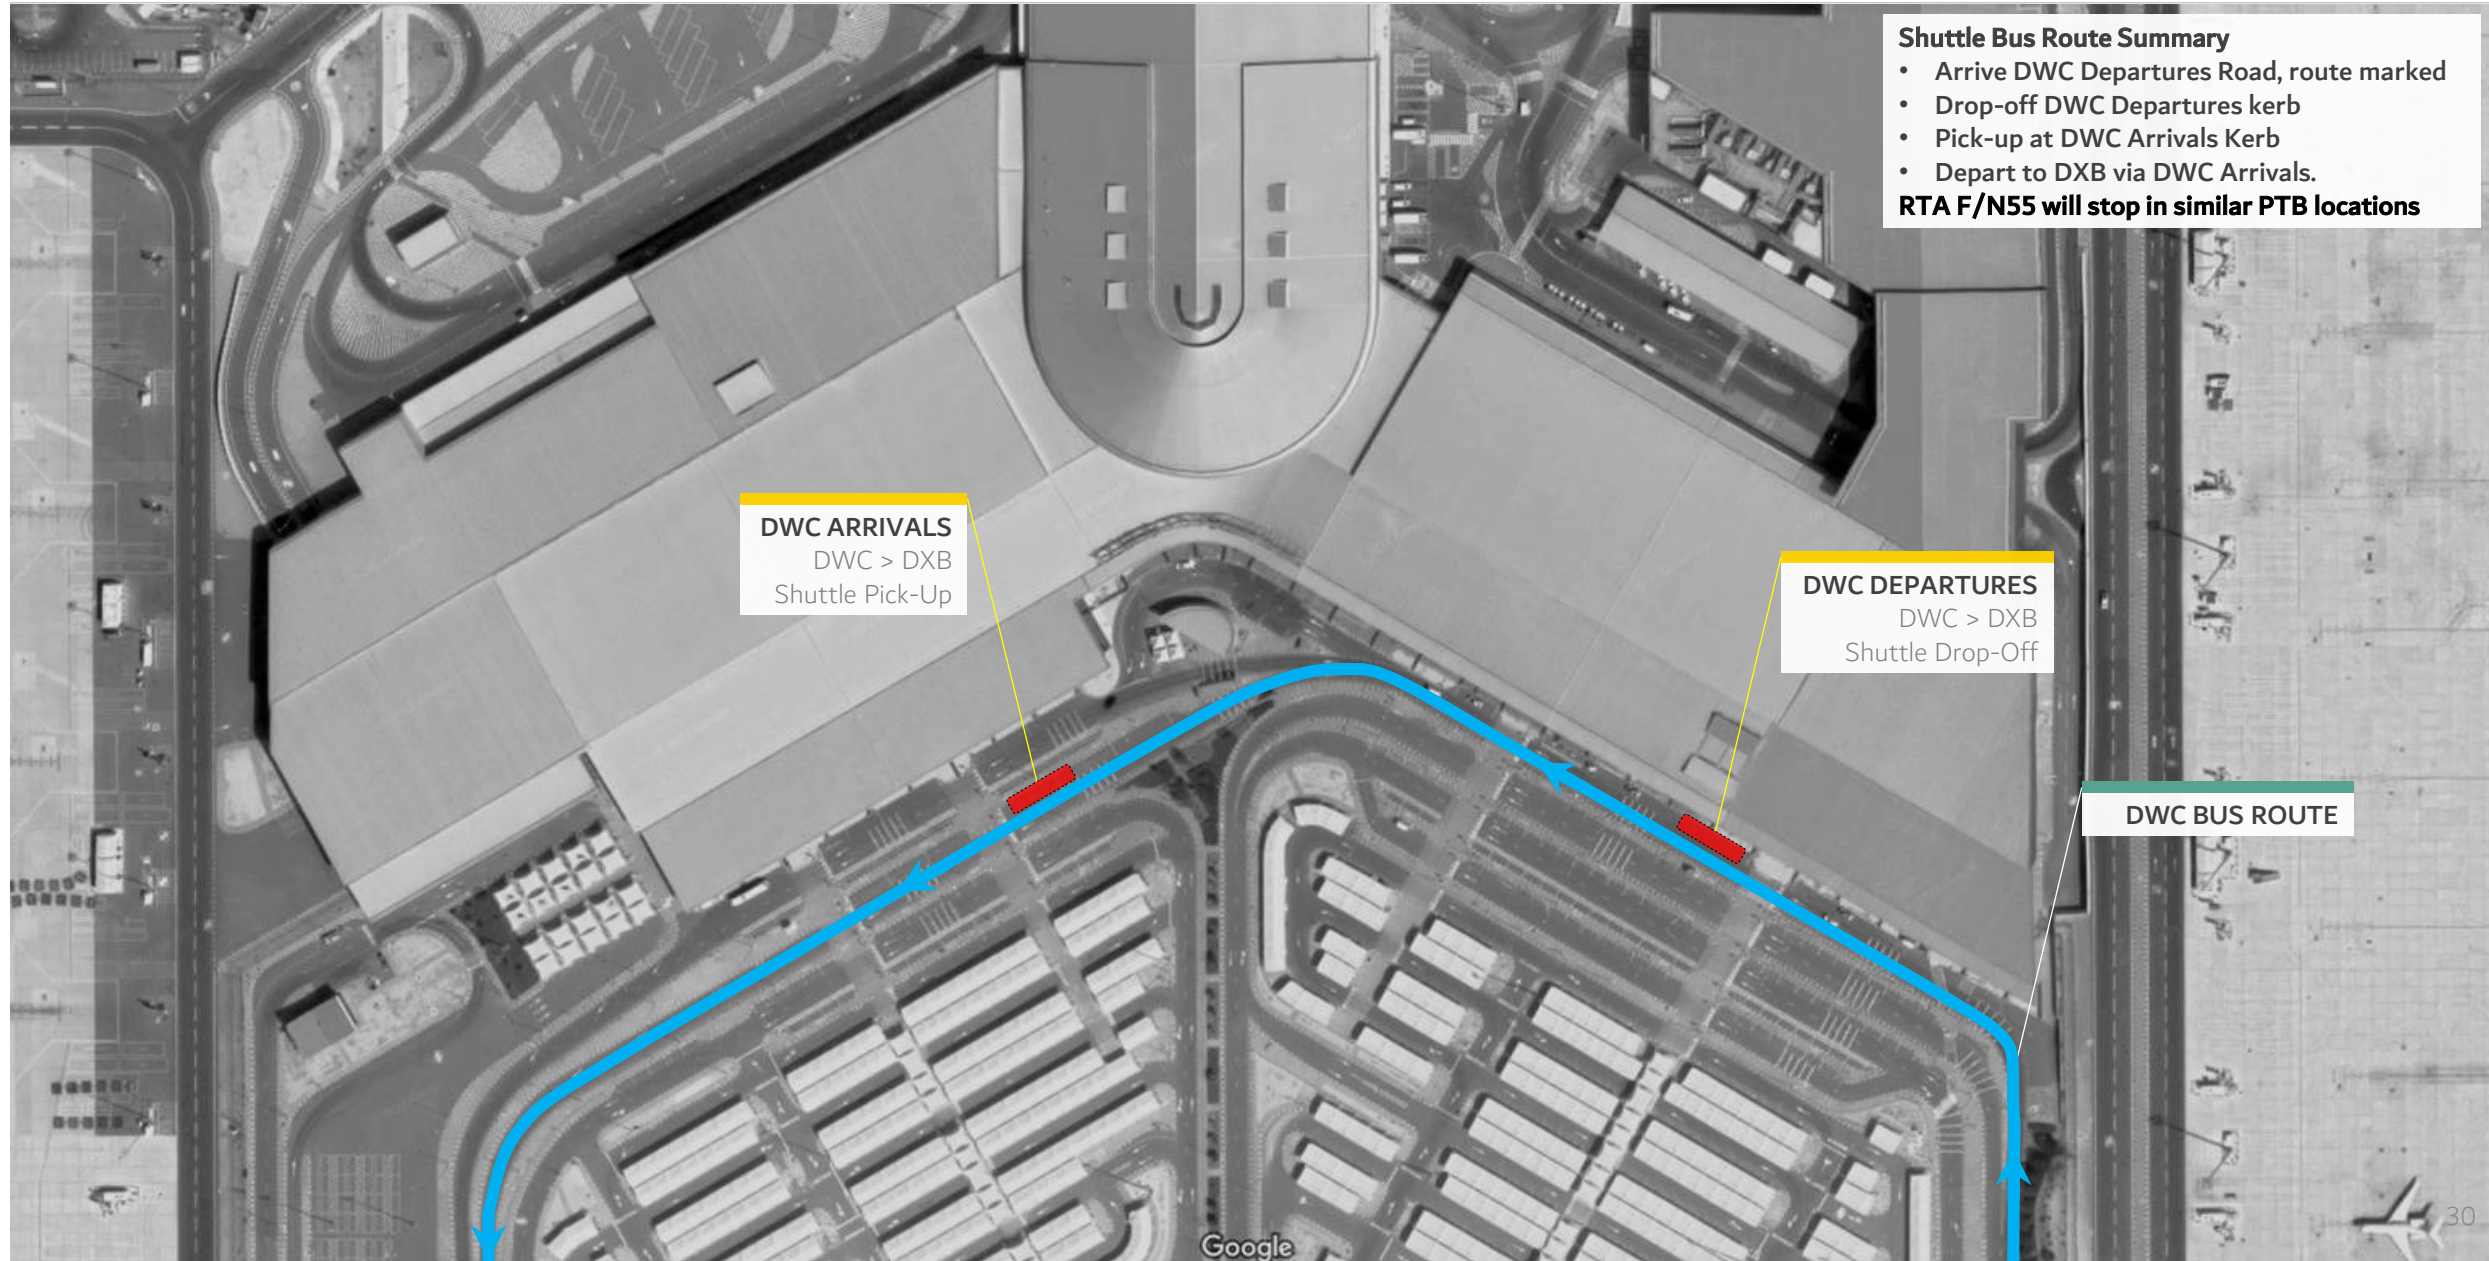 Shuttle Bus Route Summary
• Arrive DWC Departures Road, route marked
• Drop-off DWC Departures kerb
• Pick-up at DWC Arrivals Kerb
• Depart to DXB via DWC Arrivals.
RTA F/N55 will stop in similar PTB locations
DWC ARRIVALS
DWC > DXB
Shuttle Pick-Up
DWC DEPARTURES
DWC > DXB
Shuttle Drop-Off
DWC BUS ROUTE
30
Google